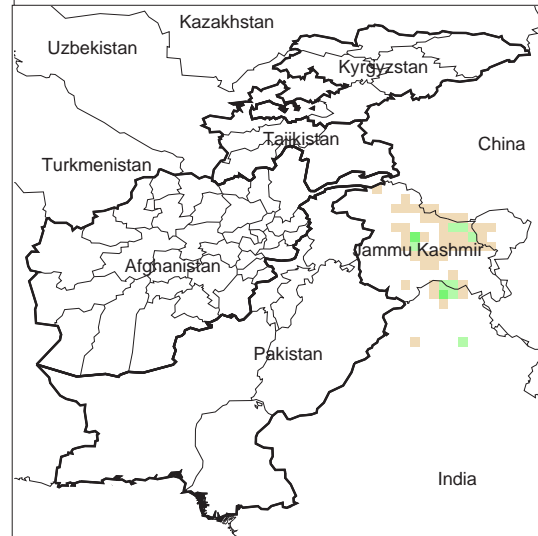 Kazakhstan
Uzbekistan
Kyrgyzstan
Tajikistan
China
Turkmenistan
Jammu Kashmir
Afghanistan
Pakistan
India